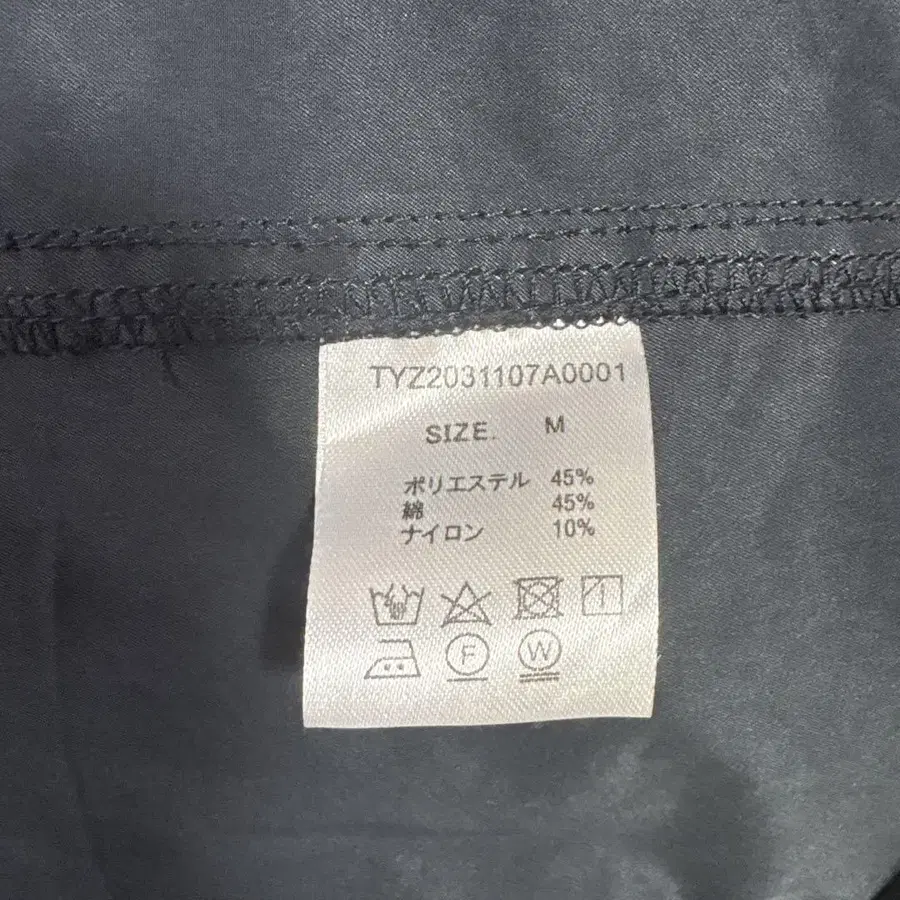 TYZ2031107A0001
SIZE. M
ポリエステル 45%
綿 45%
ナイロン 10%
F W